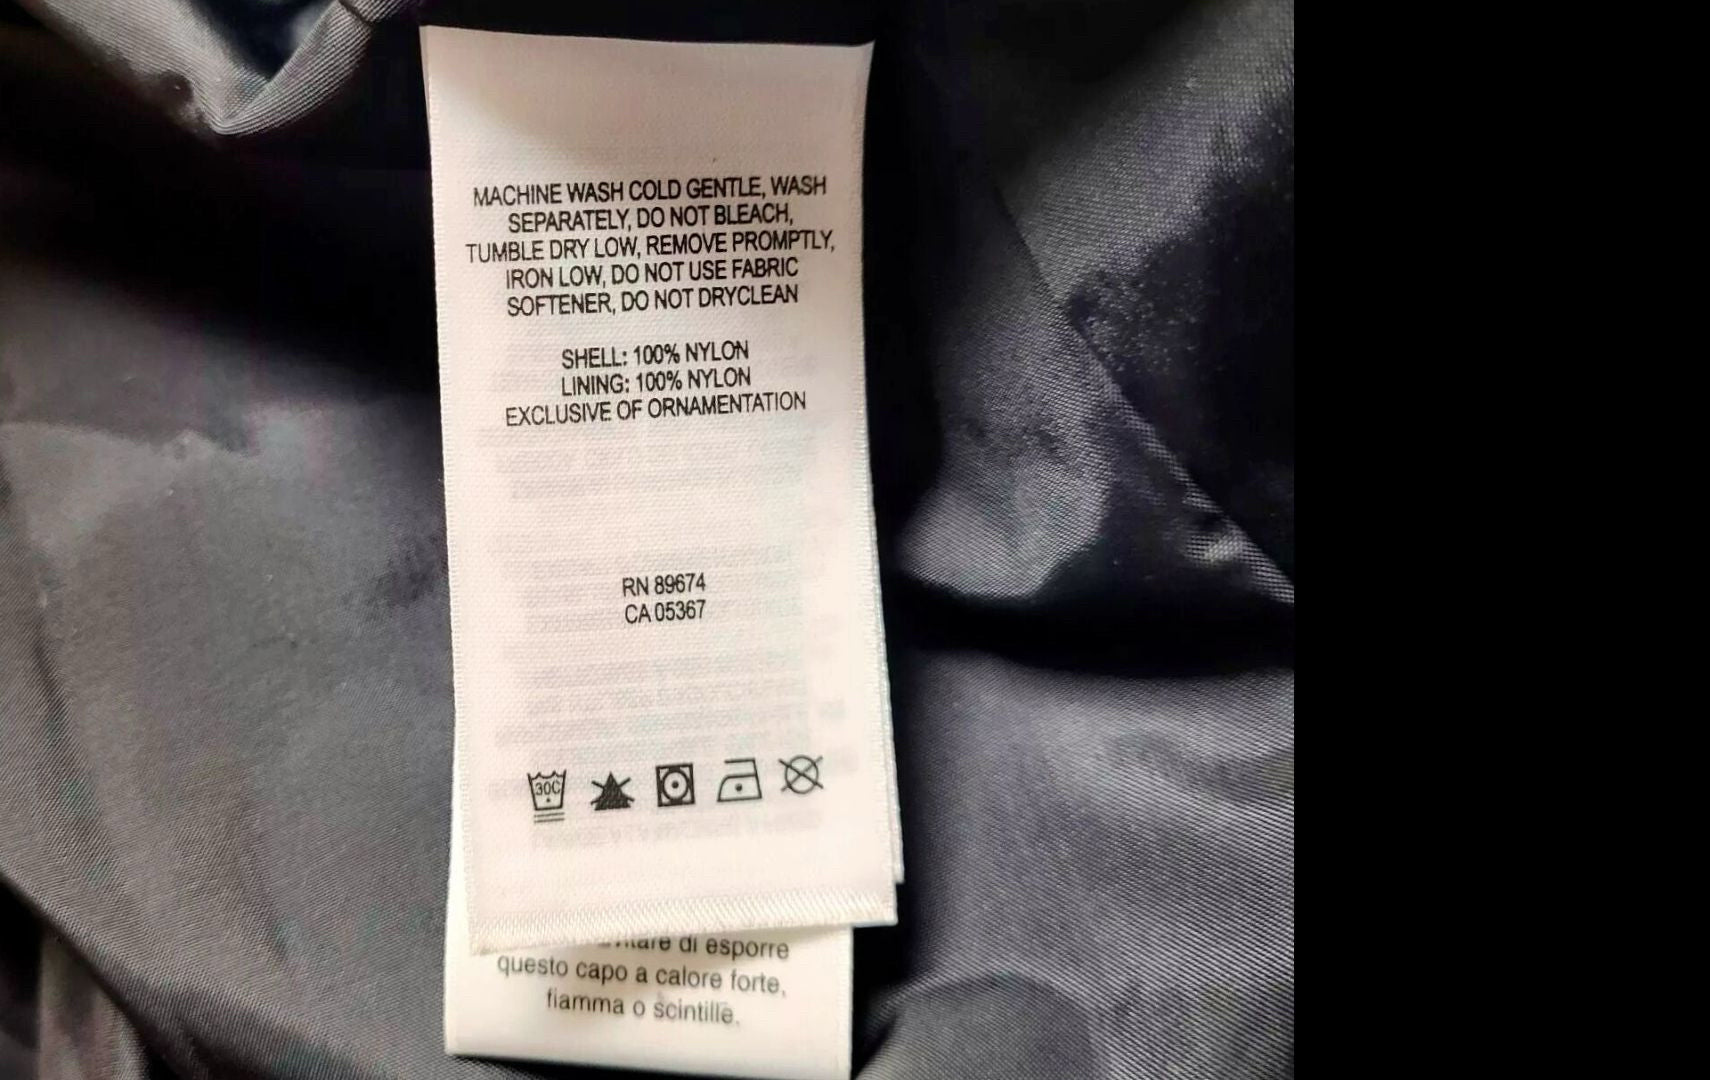 MACHINE WASH COLD GENTLE, WASH
SEPARATELY, DO NOT BLEACH,
TUMBLE DRY LOW, REMOVE PROMPTLY,
IRON LOW, DO NOT USE FABRIC
SOFTENER, DO NOT DRYCLEAN
SHELL: 100% NYLON
LINING: 100% NYLON
EXCLUSIVE OF ORNAMENTATION
RN 89674
CA 05367
30C
di esporre
questo capo a calore forte,
fiamma o scintille.